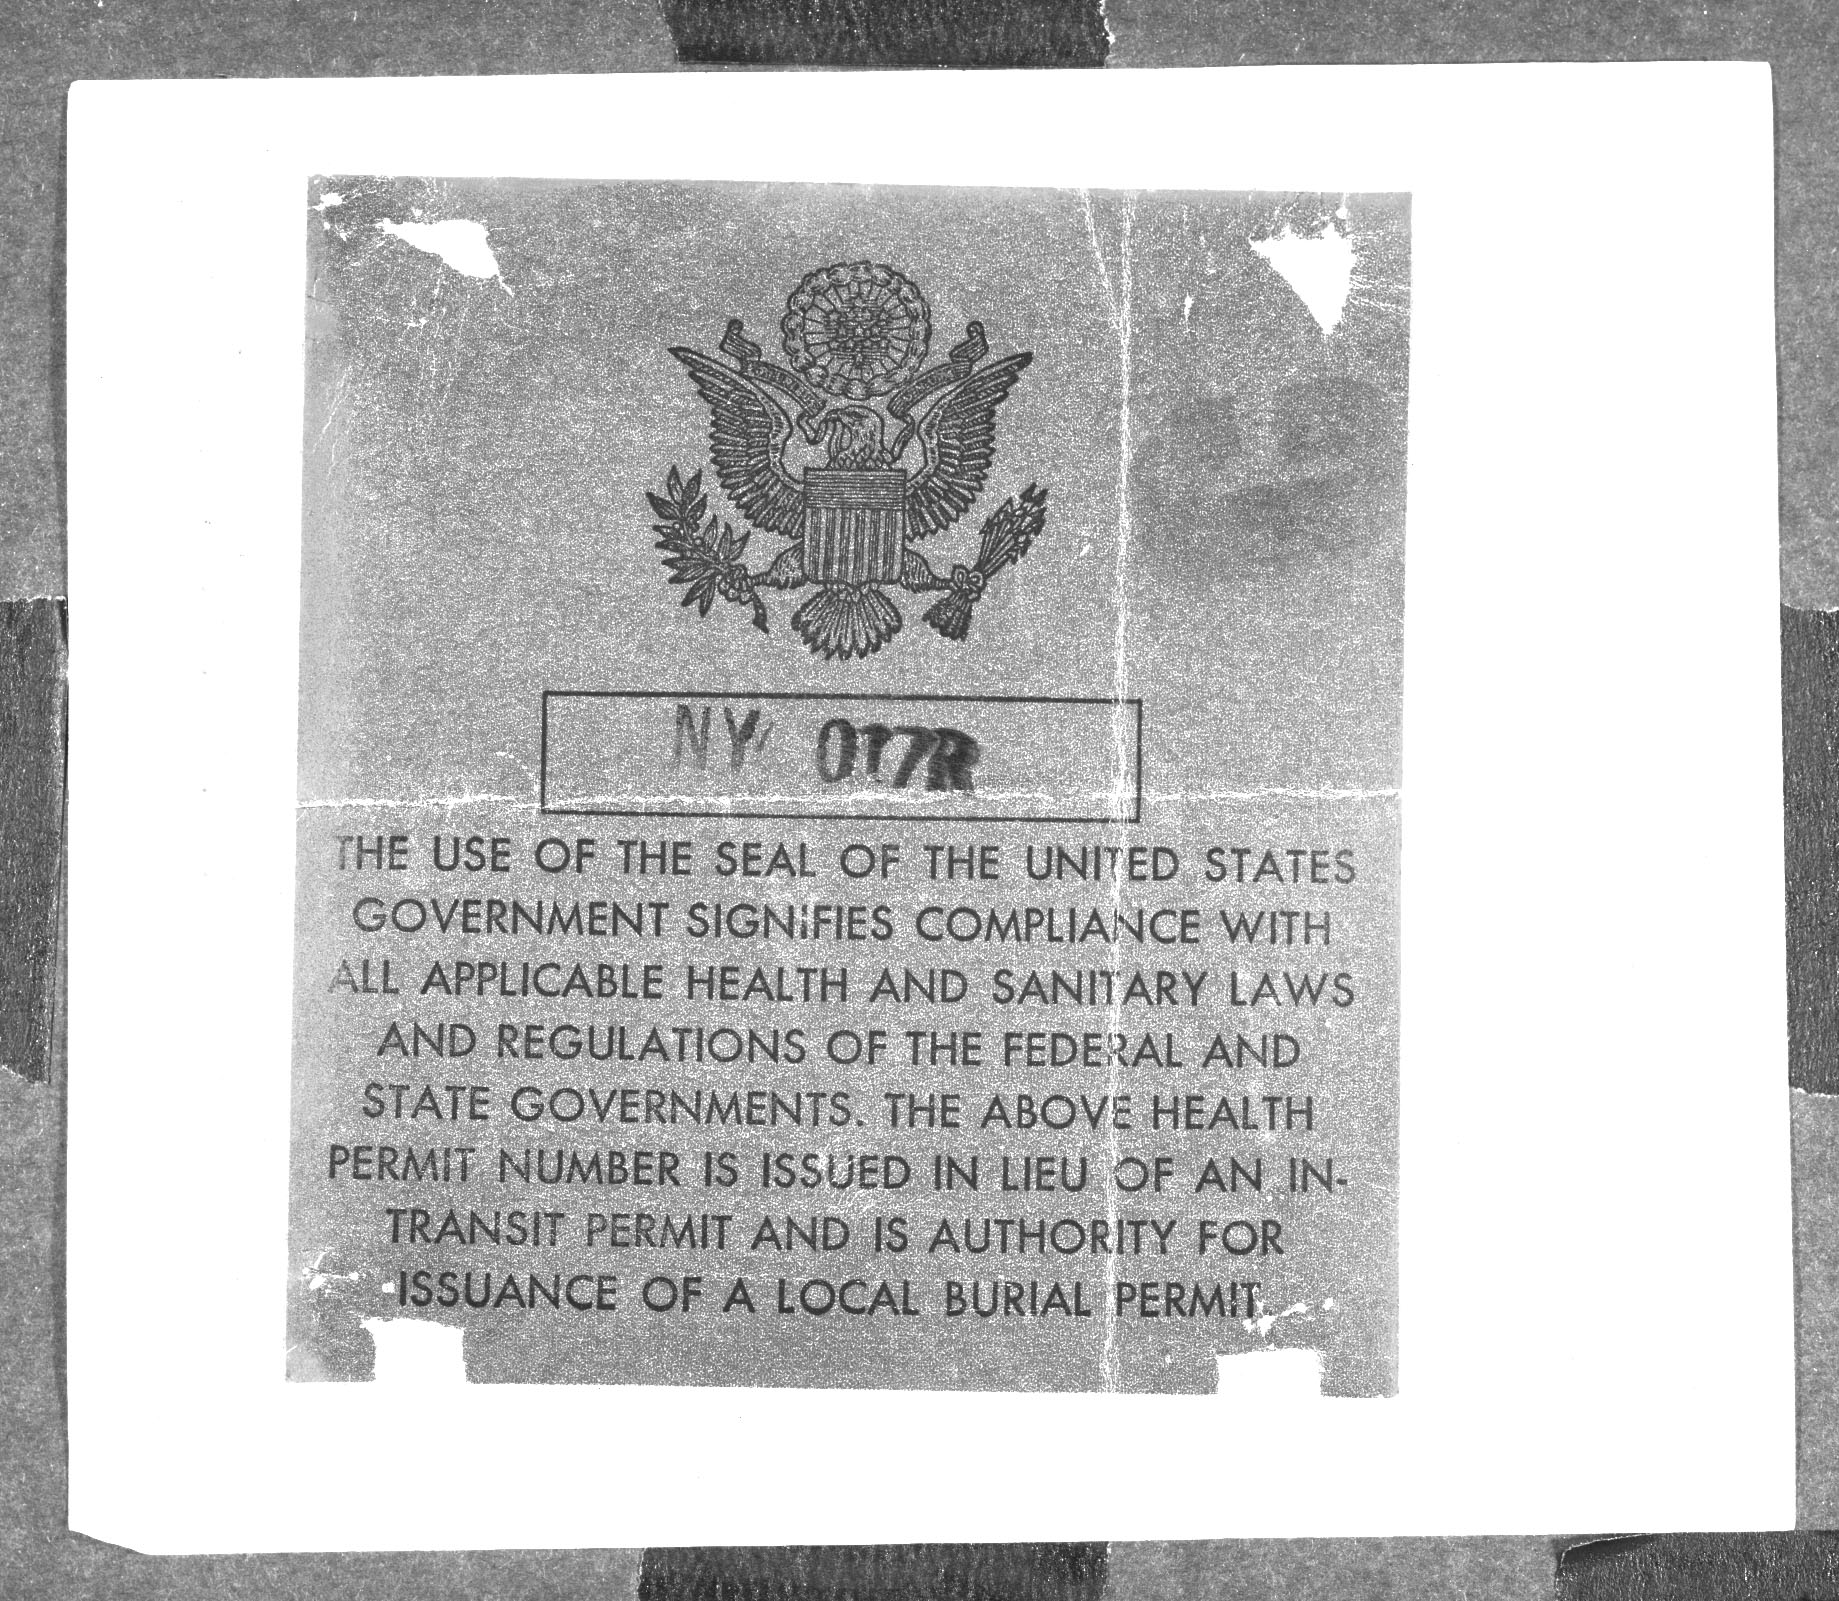 NY 017R
THE USE OF THE SEAL OF THE UNITED STATES
GOVERNMENT SIGNIFIES COMPLIANCE WITH
ALL APPLICABLE HEALTH AND SANITARY LAWS
AND REGULATIONS OF THE FEDERAL AND
STATE GOVERNMENTS. THE ABOVE HEALTH
PERMIT NUMBER IS ISSUED IN LIEU OF AN IN-
TRANSIT PERMIT AND IS AUTHORITY FOR
ISSUANCE OF A LOCAL BURIAL PERMIT.